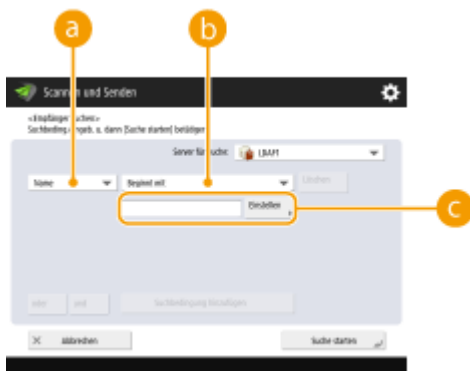 a
b
Scannen und Senden
<Empfänger suchen>
Suchbeding. eingeb. u. dann [Suche starten] betätigen
Server für Suche: LDAP1
Name Beginnt mit Löschen
Einstellen
c
oder und Suchbedingung hinzufügen
Abbrechen Suche starten